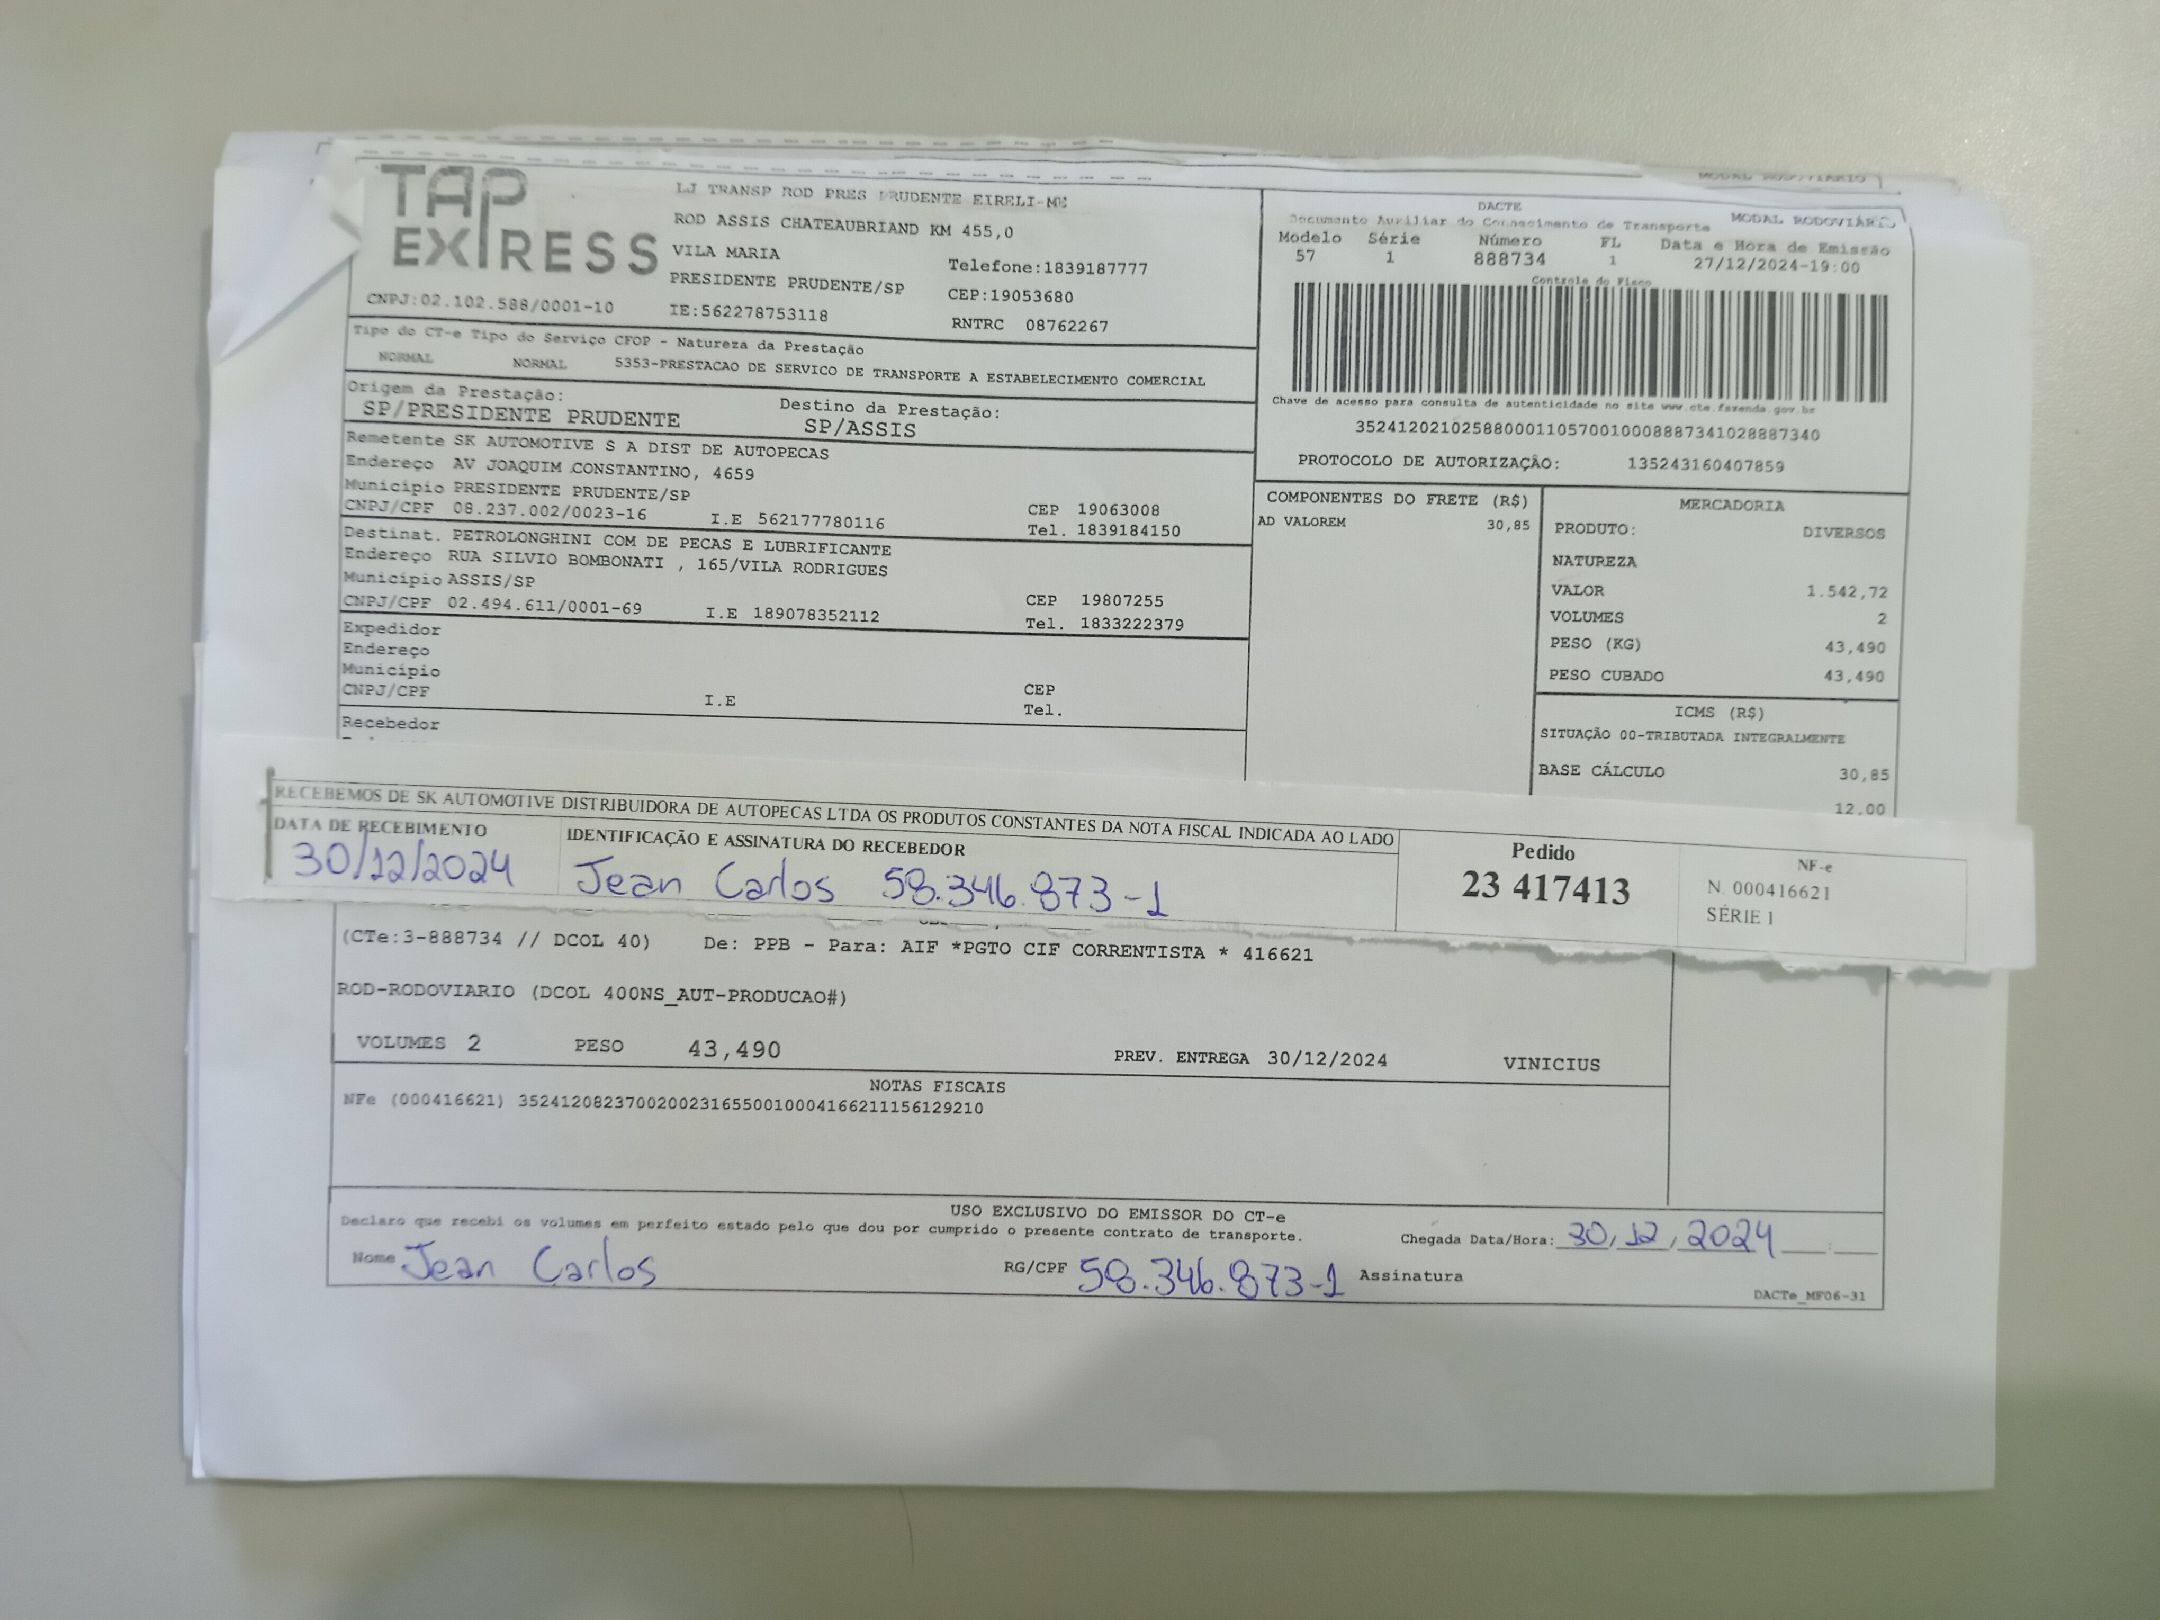 MODAL RODOVIÁRIO
TAP EXPRESS
LJ TRANSP ROD PRES PRUDENTE EIRELI-ME
ROD ASSIS CHATEAUBRIAND KM 455,0
VILA MARIA
Telefone:1839187777
PRESIDENTE PRUDENTE/SP
CEP:19053680
CNPJ:02.102.588/0001-10
IE:562278753118
RNTRC 08762267
DACTE
Documento Auxiliar do Conhecimento de Transporte
MODAL RODOVIÁRIO
Modelo Série Número FL Data e Hora de Emissão
57 1 888734 1 27/12/2024-19:00
Controle do Fisco
Chave de acesso para consulta de autenticidade no site www.cte.fazenda.gov.br
35241202102588000110570010008887341028887340
PROTOCOLO DE AUTORIZAÇÃO: 135243160407859
Tipo do CT-e Tipo do Serviço CFOP - Natureza da Prestação
NORMAL NORMAL 5353-PRESTACAO DE SERVICO DE TRANSPORTE A ESTABELECIMENTO COMERCIAL
Origem da Prestação: Destino da Prestação:
SP/PRESIDENTE PRUDENTE SP/ASSIS
Remetente SK AUTOMOTIVE S A DIST DE AUTOPECAS
Endereço AV JOAQUIM CONSTANTINO, 4659
Município PRESIDENTE PRUDENTE/SP CEP 19063008
CNPJ/CPF 08.237.002/0023-16 I.E 562177780116 Tel. 1839184150
Destinat. PETROLONGHINI COM DE PECAS E LUBRIFICANTE
Endereço RUA SILVIO BOMBONATI , 165/VILA RODRIGUES
Município ASSIS/SP CEP 19807255
CNPJ/CPF 02.494.611/0001-69 I.E 189078352112 Tel. 1833222379
Expedidor
Endereço
Município CEP
CNPJ/CPF I.E Tel.
Recebedor
COMPONENTES DO FRETE (R$)
AD VALOREM 30,85
MERCADORIA
PRODUTO: DIVERSOS
NATUREZA
VALOR 1.542,72
VOLUMES 2
PESO (KG) 43,490
PESO CUBADO 43,490
ICMS (R$)
SITUAÇÃO 00-TRIBUTADA INTEGRALMENTE
BASE CÁLCULO 30,85
12,00
RECEBEMOS DE SK AUTOMOTIVE DISTRIBUIDORA DE AUTOPECAS LTDA OS PRODUTOS CONSTANTES DA NOTA FISCAL INDICADA AO LADO
DATA DE RECEBIMENTO IDENTIFICAÇÃO E ASSINATURA DO RECEBEDOR
30/12/2024 Jean Carlos 58.346.873-1
Pedido
23 417413
NF-e
N. 000416621
SÉRIE 1
(CTe:3-888734 // DCOL 40) De: PPB - Para: AIF *PGTO CIF CORRENTISTA * 416621
ROD-RODOVIARIO (DCOL 400NS_AUT-PRODUCAO#)
VOLUMES 2 PESO 43,490 PREV. ENTREGA 30/12/2024 VINICIUS
NOTAS FISCAIS
NFe (000416621) 35241208237002002316550010004166211156129210
USO EXCLUSIVO DO EMISSOR DO CT-e
Declaro que recebi os volumes em perfeito estado pelo que dou por cumprido o presente contrato de transporte.
Chegada Data/Hora: 30/12/2024 :
Nome Jean Carlos RG/CPF 58.346.873-1 Assinatura
DACTe_MF06-31